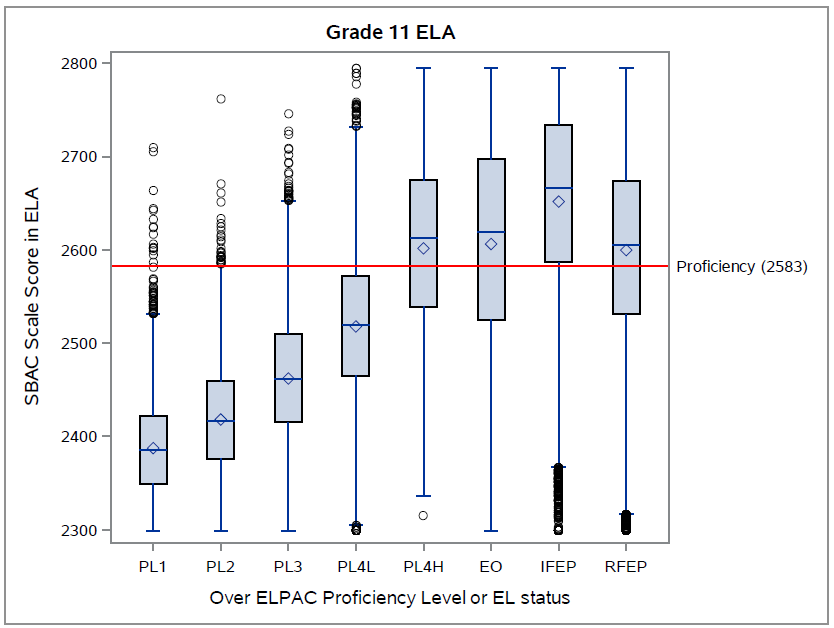 Grade 11 ELA
2800
2700
2600
2500
2400
2300
SBAC Scale Score in ELA
Proficiency (2583)
PL1 PL2 PL3 PL4L PL4H EO IFEP RFEP
Over ELPAC Proficiency Level or EL status